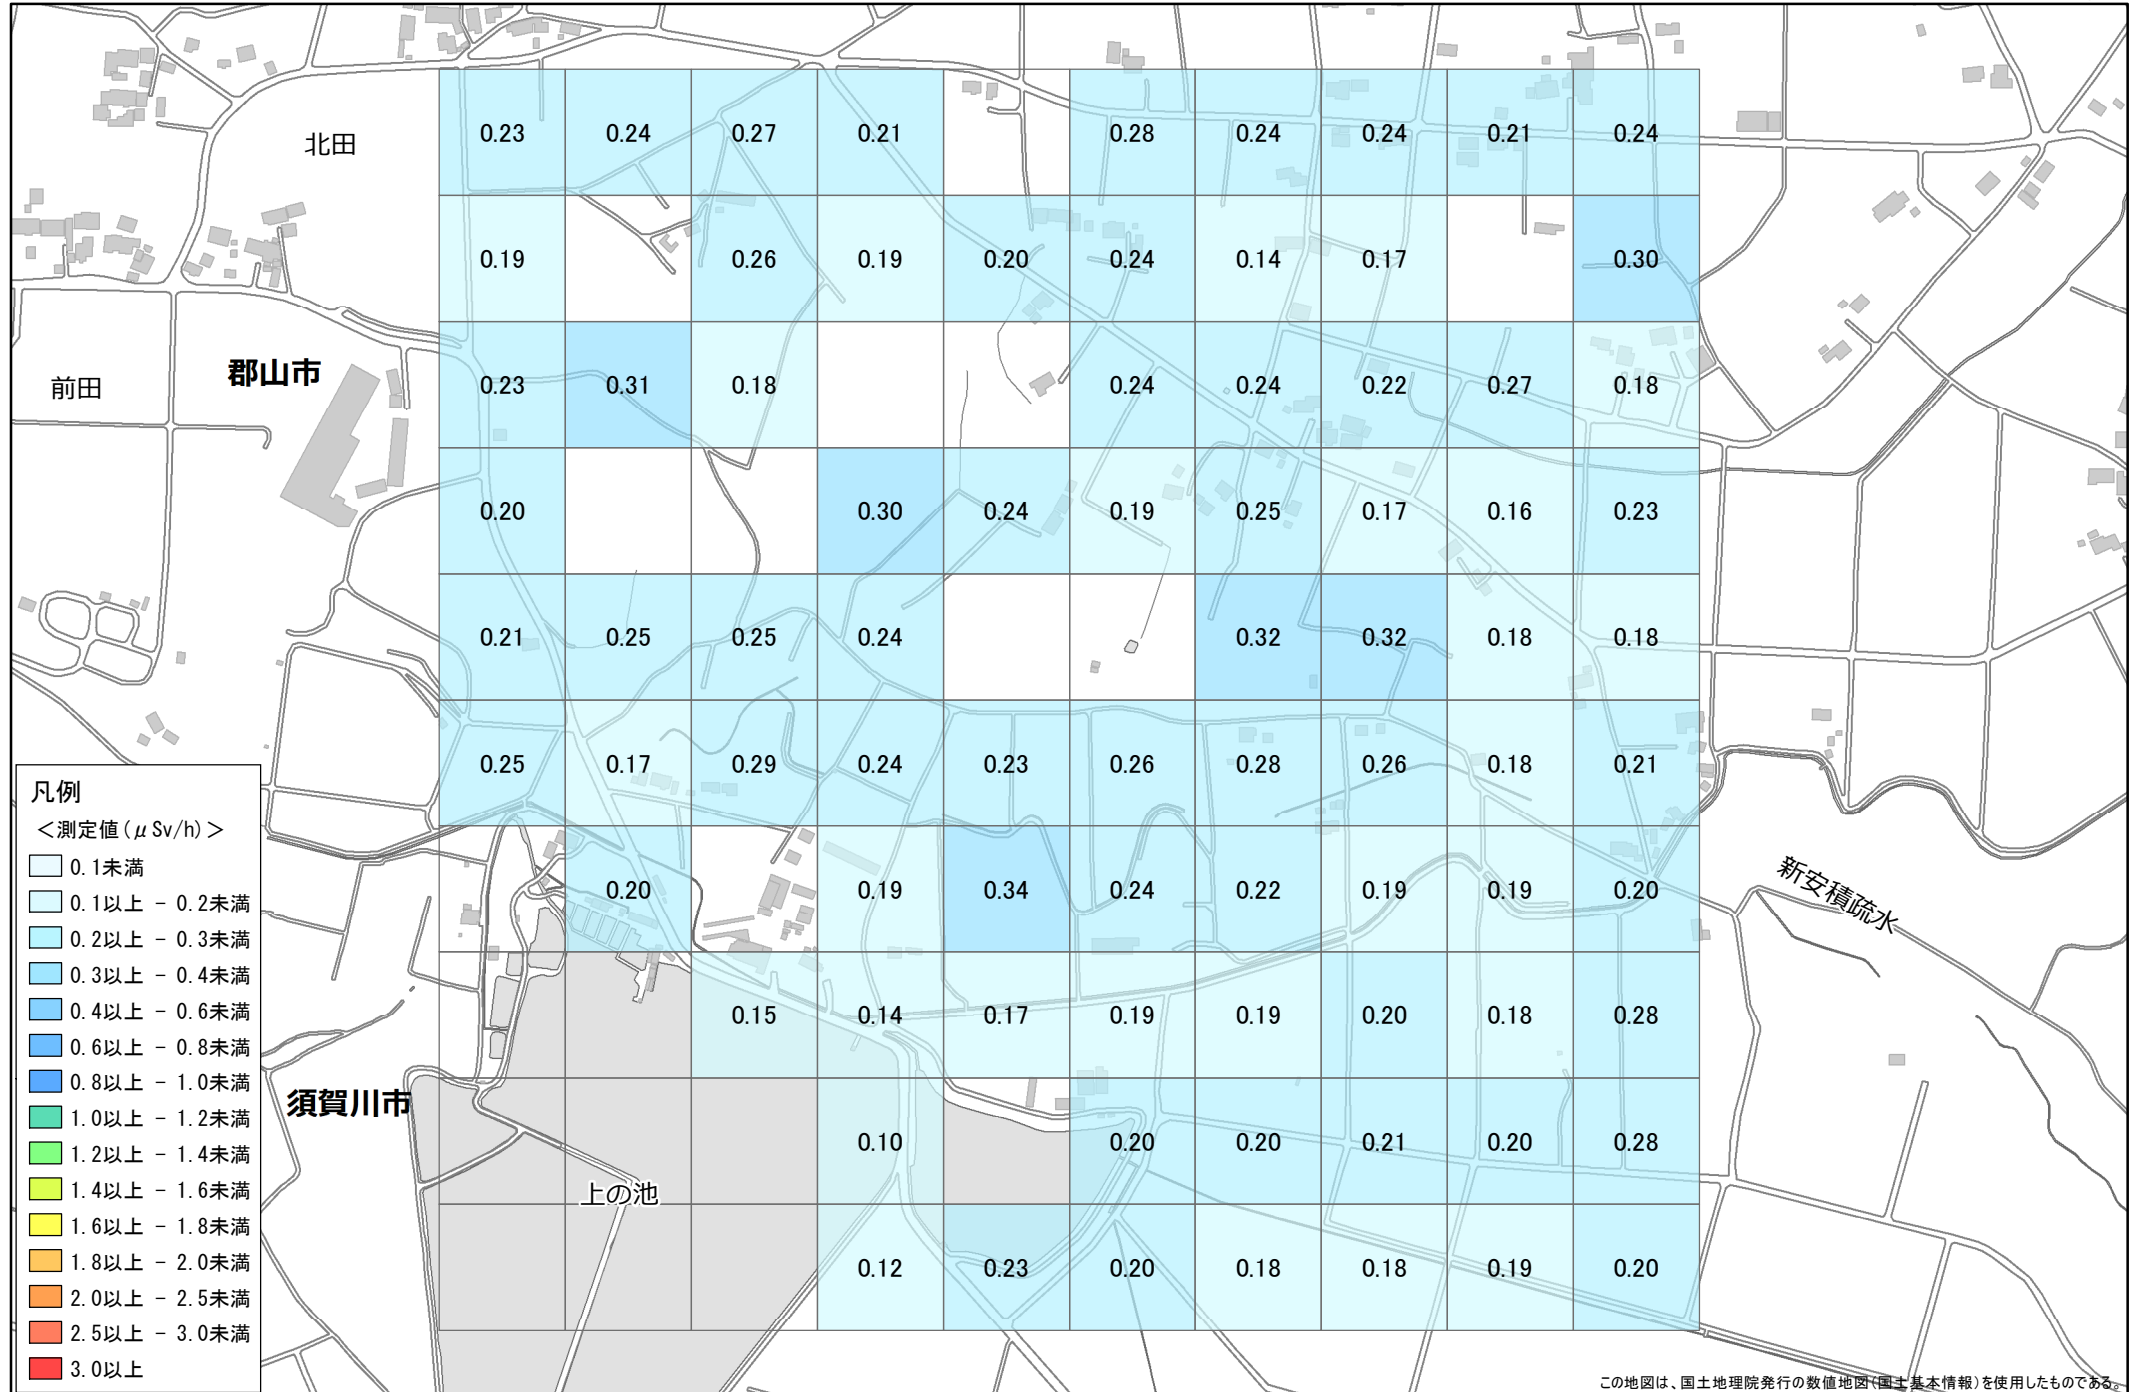 0.23 0.24 0.27 0.21 0.28 0.24 0.24 0.21 0.24
北田
0.19 0.26 0.19 0.20 0.24 0.14 0.17 0.30
郡山市
前田
0.23 0.31 0.18 0.24 0.24 0.22 0.27 0.18
0.20 0.30 0.24 0.19 0.25 0.17 0.16 0.23
0.21 0.25 0.25 0.24 0.32 0.32 0.18 0.18
0.25 0.17 0.29 0.24 0.23 0.26 0.28 0.26 0.18 0.21
0.20 0.19 0.34 0.24 0.22 0.19 0.19 0.20
新安積疏水
0.15 0.14 0.17 0.19 0.19 0.20 0.18 0.28
須賀川市
0.10 0.20 0.20 0.21 0.20 0.28
上の池
0.12 0.23 0.20 0.18 0.18 0.19 0.20
凡例
＜測定値(μSv/h)＞
0.1未満
0.1以上 - 0.2未満
0.2以上 - 0.3未満
0.3以上 - 0.4未満
0.4以上 - 0.6未満
0.6以上 - 0.8未満
0.8以上 - 1.0未満
1.0以上 - 1.2未満
1.2以上 - 1.4未満
1.4以上 - 1.6未満
1.6以上 - 1.8未満
1.8以上 - 2.0未満
2.0以上 - 2.5未満
2.5以上 - 3.0未満
3.0以上
この地図は、国土地理院発行の数値地図(国土基本情報)を使用したものである。